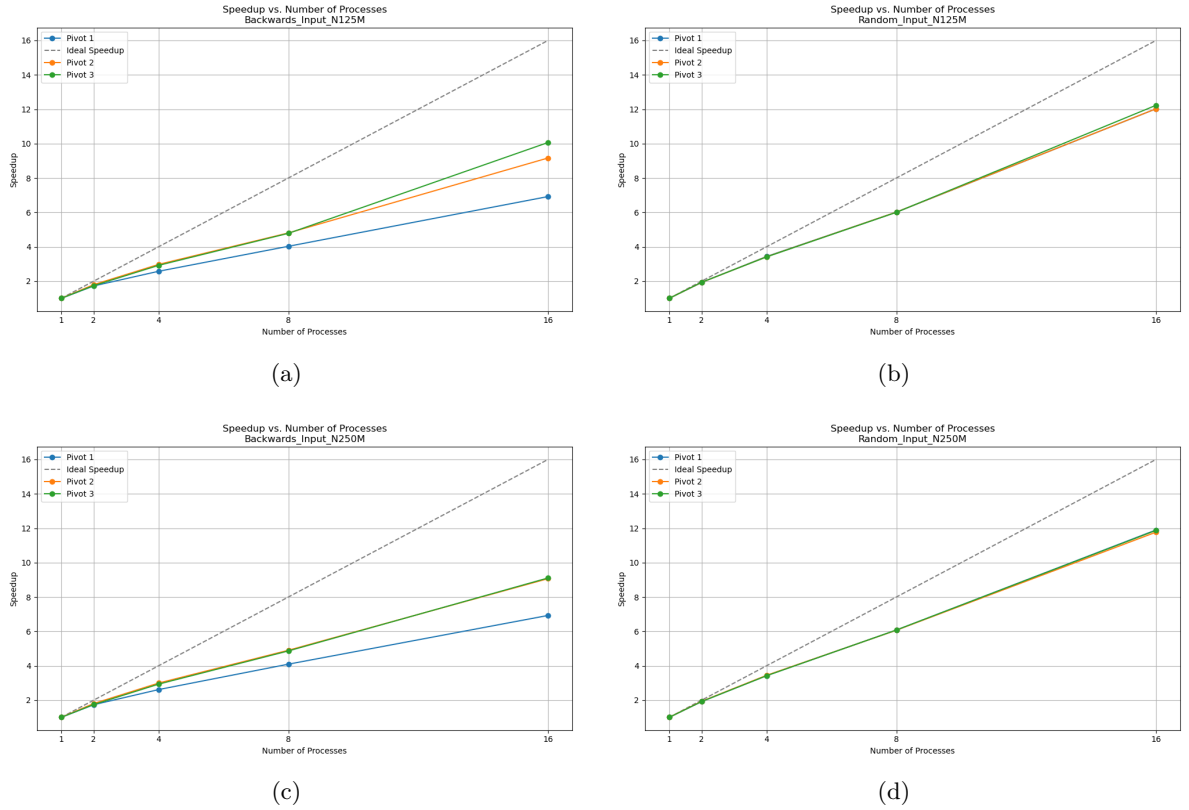 Speedup vs. Number of Processes
Backwards_Input_N125M
Pivot 1
Ideal Speedup
Pivot 2
Pivot 3
16
14
12
10
8
6
4
2
Speedup
1 2 4 8 16
Number of Processes
(a)
Speedup vs. Number of Processes
Random_Input_N125M
Pivot 1
Ideal Speedup
Pivot 2
Pivot 3
16
14
12
10
8
6
4
2
Speedup
1 2 4 8 16
Number of Processes
(b)
Speedup vs. Number of Processes
Backwards_Input_N250M
Pivot 1
Ideal Speedup
Pivot 2
Pivot 3
16
14
12
10
8
6
4
2
Speedup
1 2 4 8 16
Number of Processes
(c)
Speedup vs. Number of Processes
Random_Input_N250M
Pivot 1
Ideal Speedup
Pivot 2
Pivot 3
16
14
12
10
8
6
4
2
Speedup
1 2 4 8 16
Number of Processes
(d)